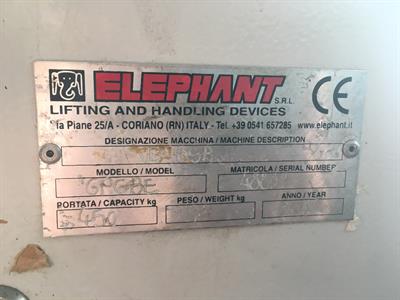 ELEPHANT S.R.L. CE
LIFTING AND HANDLING DEVICES
Piane 25/A - CORIANO (RN) ITALY - Tel. +39 0541 657285 www.elephant.it
DESIGNAZIONE MACCHINA / MACHINE DESCRIPTION
MODELLO / MODEL MATRICOLA / SERIAL NUMBER
PORTATA / CAPACITY kg PESO / WEIGHT kg ANNO / YEAR
450